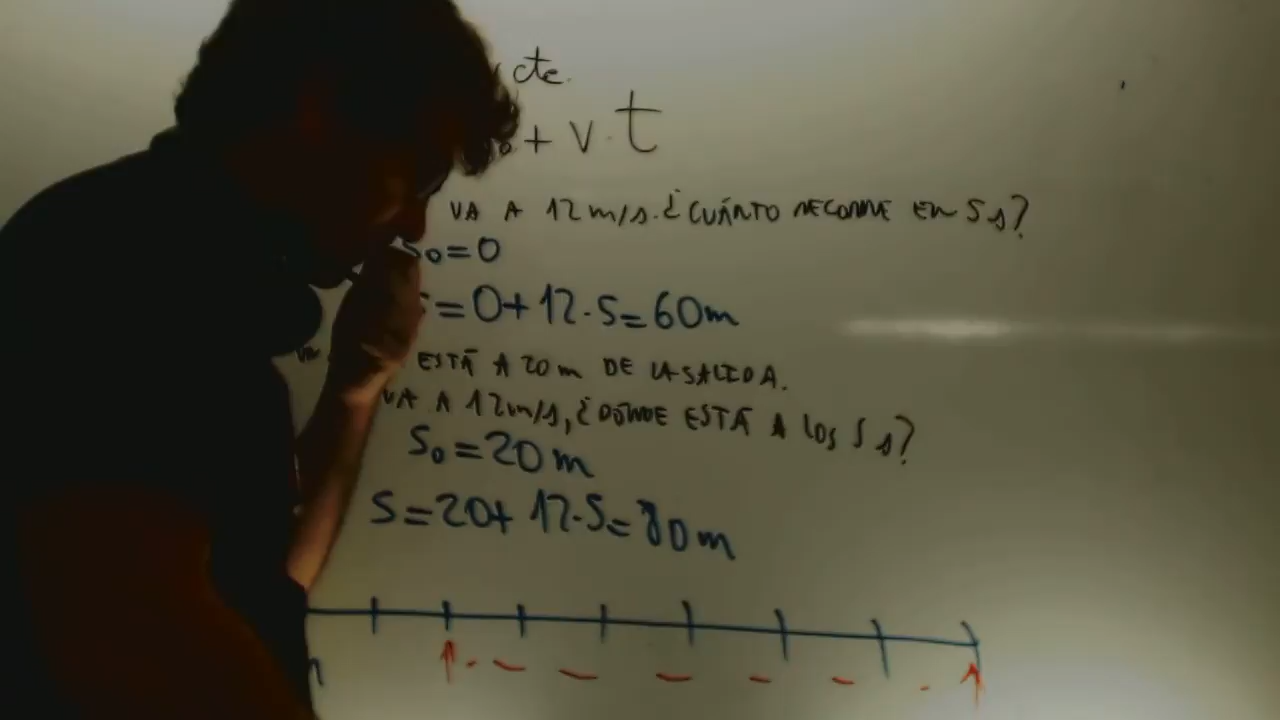 cte.
+ v·t
VA A 12 m/s. ¿CUÁNTO RECORRE EN 5 s?
S₀=0
=0+12·5=60m
ESTÁ A 20 m DE LA SALIDA.
VA A 12 m/s, ¿DÓNDE ESTÁ A LOS 5 s?
S₀=20 m
S=20+12·5=80 m